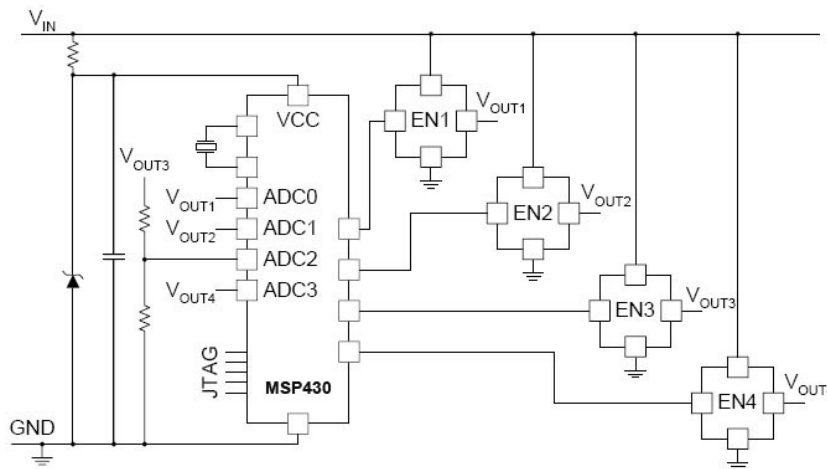 VIN
VCC
EN1
VOUT1
VOUT3
ADC0
VOUT1
ADC1
VOUT2
ADC2
ADC3
VOUT4
EN2
VOUT2
EN3
VOUT3
JTAG
MSP430
EN4
VOUT
GND